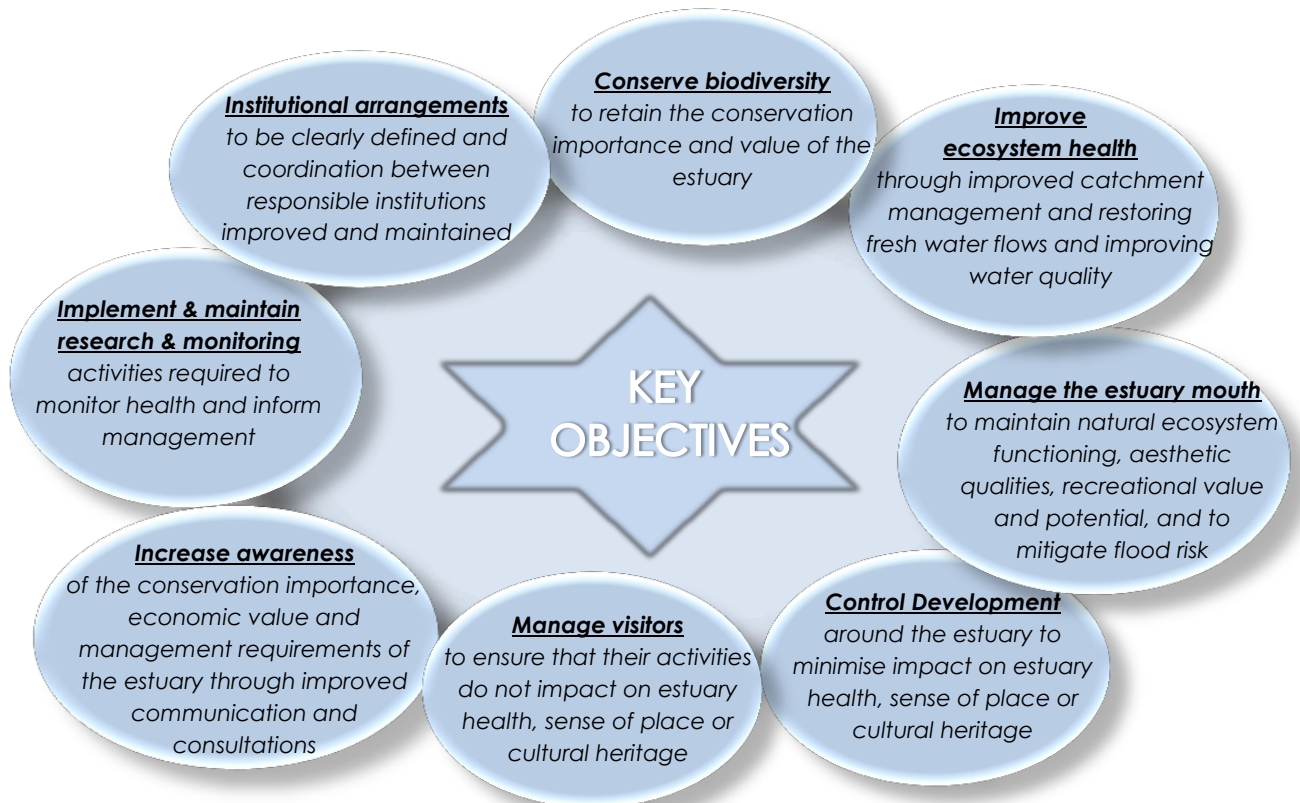 Conserve biodiversity
to retain the conservation
importance and value of the
estuary
Improve
ecosystem health
through improved catchment
management and restoring
fresh water flows and improving
water quality
Manage the estuary mouth
to maintain natural ecosystem
functioning, aesthetic
qualities, recreational value
and potential, and to
mitigate flood risk
Control Development
around the estuary to
minimise impact on estuary
health, sense of place or
cultural heritage
Manage visitors
to ensure that their activities
do not impact on estuary
health, sense of place or
cultural heritage
Increase awareness
of the conservation importance,
economic value and
management requirements of
the estuary through improved
communication and
consultations
Implement & maintain
research & monitoring
activities required to
monitor health and inform
management
Institutional arrangements
to be clearly defined and
coordination between
responsible institutions
improved and maintained
KEY
OBJECTIVES